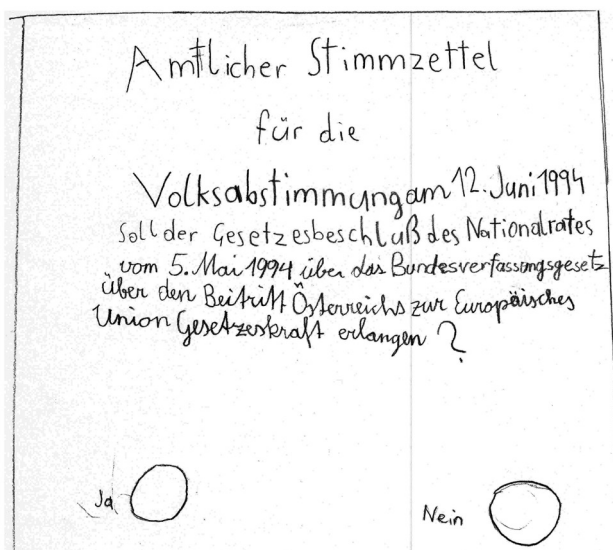 Amtlicher Stimmzettel
für die
Volksabstimmung am 12. Juni 1994
Soll der Gesetzesbeschluß des Nationalrates
vom 5. Mai 1994 über das Bundesverfassungsgesetz
über den Beitritt Österreichs zur Europäisches
Union Gesetzeskraft erlangen?
Ja
Nein